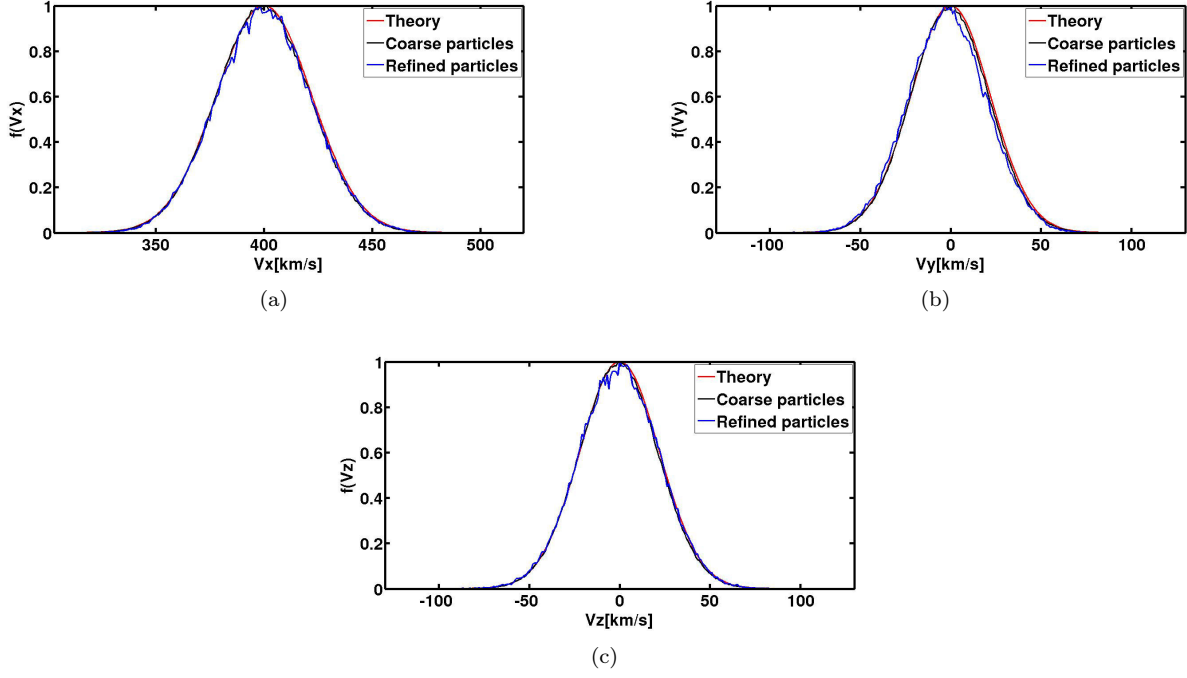 1
0.8
0.6
0.4
0.2
0
f(Vx)
350
400
450
500
Vx[km/s]
Theory
Coarse particles
Refined particles
(a)
1
0.8
0.6
0.4
0.2
0
f(Vy)
-100
-50
0
50
100
Vy[km/s]
Theory
Coarse particles
Refined particles
(b)
1
0.8
0.6
0.4
0.2
0
f(Vz)
-100
-50
0
50
100
Vz[km/s]
Theory
Coarse particles
Refined particles
(c)